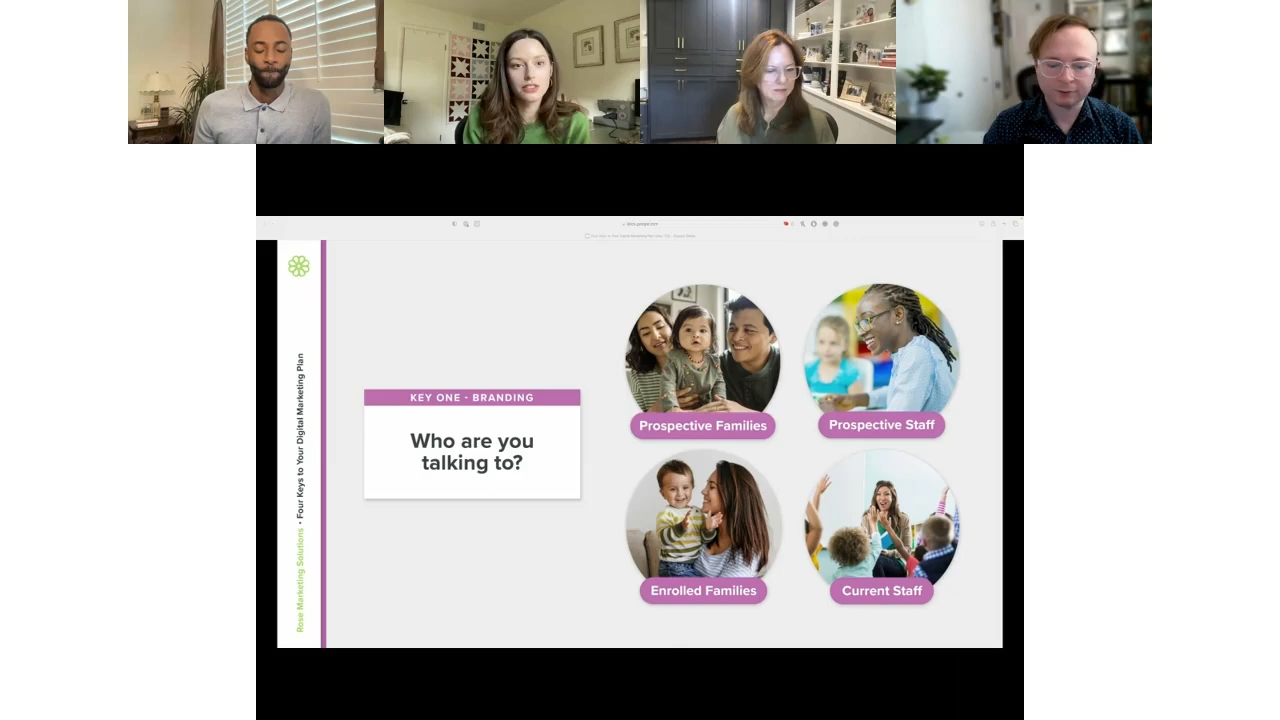 KEY ONE - BRANDING
Who are you
talking to?
Prospective Families
Prospective Staff
Enrolled Families
Current Staff
Rose Marketing Solutions • Four Keys to Your Digital Marketing Plan